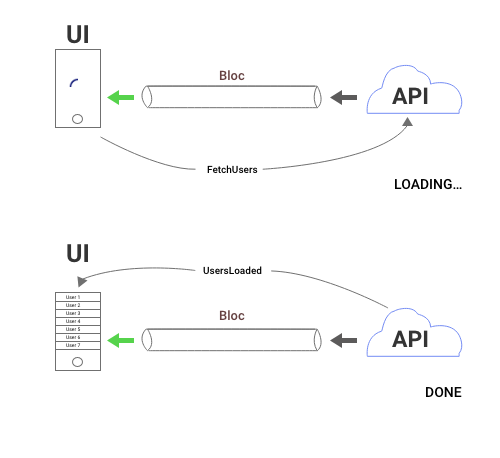 UI
Bloc
API
FetchUsers
LOADING...
UI
UsersLoaded
User 1
User 2
User 3
User 4
User 5
User 6
User 7
Bloc
API
DONE